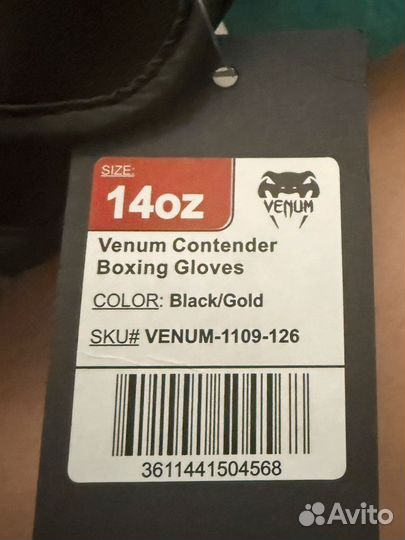 SIZE:
14oz
VENUM
Venum Contender
Boxing Gloves
COLOR: Black/Gold
SKU# VENUM-1109-126
3611441504568
Avito